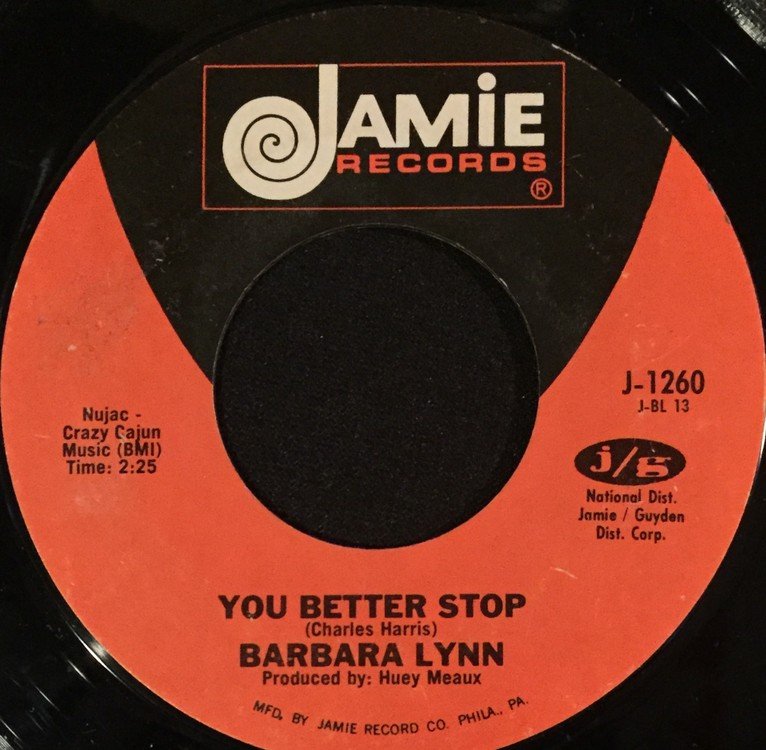 JAMiE
RECORDS
®
Nujac -
Crazy Cajun
Music (BMI)
Time: 2:25
J-1260
J-BL 13
j/g
National Dist.
Jamie / Guyden
Dist. Corp.
YOU BETTER STOP
(Charles Harris)
BARBARA LYNN
Produced by: Huey Meaux
MFD. BY JAMIE RECORD CO. PHILA., PA.